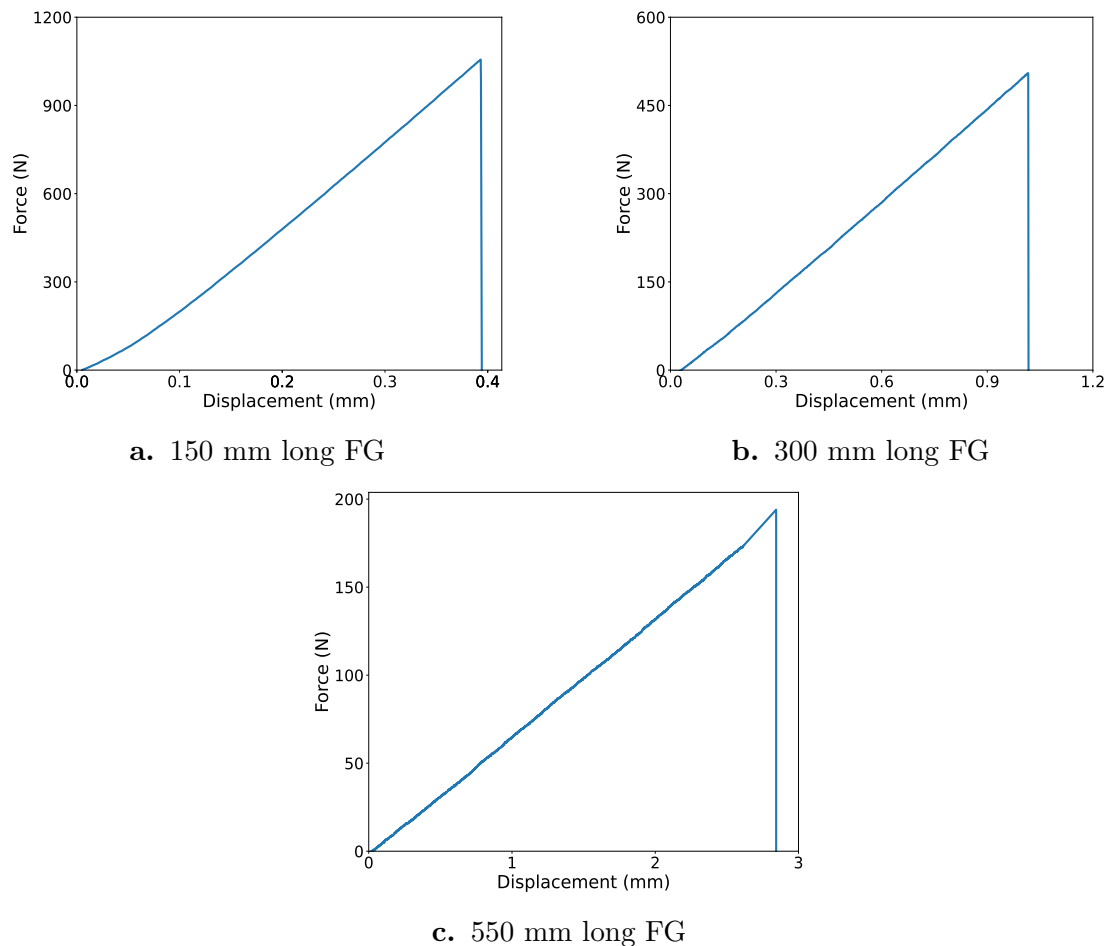 1200
900
600
300
0
Force (N)
0.0 0.1 0.2 0.3 0.4
Displacement (mm)
a. 150 mm long FG
600
450
300
150
0
Force (N)
0.0 0.3 0.6 0.9 1.2
Displacement (mm)
b. 300 mm long FG
200
150
100
50
0
Force (N)
0 1 2 3
Displacement (mm)
c. 550 mm long FG